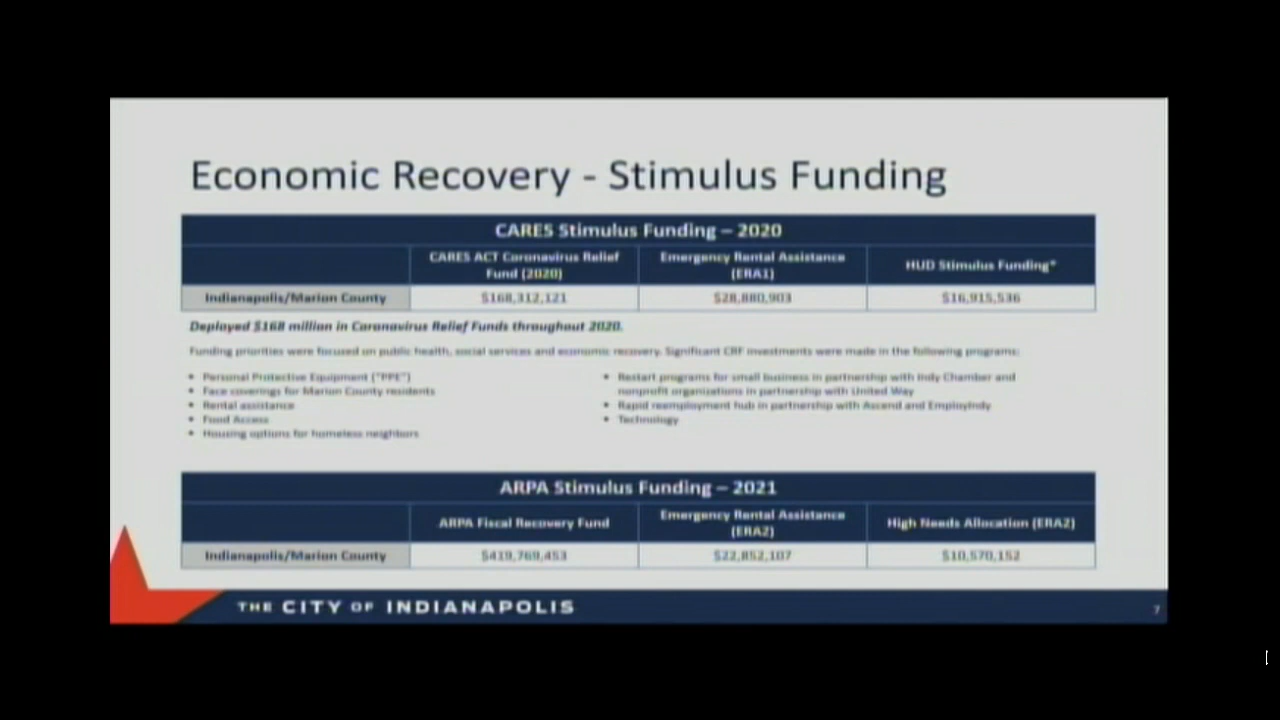 Economic Recovery - Stimulus Funding
CARES Stimulus Funding – 2020
CARES ACT Coronavirus Relief Fund (2020)
Emergency Rental Assistance (ERA1)
HUD Stimulus Funding*
Indianapolis/Marion County $168,312,121 $28,880,903 $16,915,536
Deployed $168 million in Coronavirus Relief Funds throughout 2020.
Funding priorities were focused on public health, social services and economic recovery. Significant CRF investments were made in the following programs:
• Personal Protective Equipment ("PPE")
• Face coverings for Marion County residents
• Rental assistance
• Food Access
• Housing options for homeless neighbors
• Restart programs for small business in partnership with Indy Chamber and
nonprofit organizations in partnership with United Way
• Rapid reemployment hub in partnership with Ascend and EmployIndy
• Technology
ARPA Stimulus Funding – 2021
ARPA Fiscal Recovery Fund
Emergency Rental Assistance (ERA2)
High Needs Allocation (ERA2)
Indianapolis/Marion County $22,852,107 $10,570,152
THE CITY OF INDIANAPOLIS
7